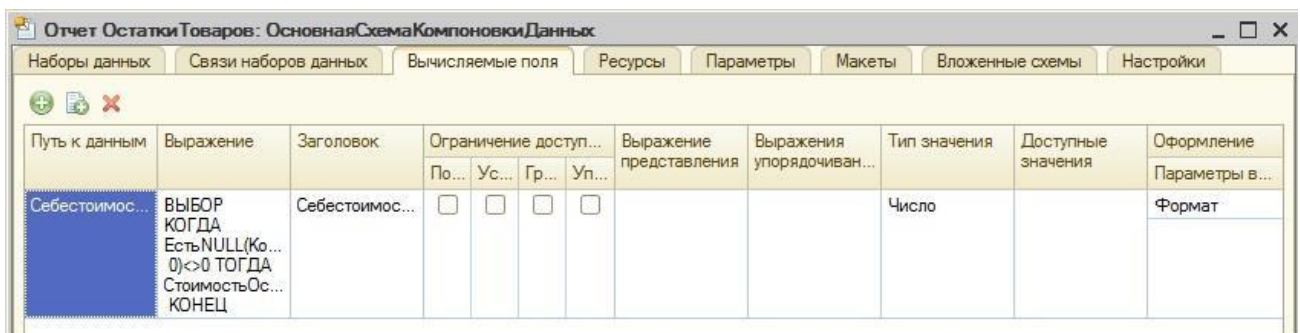 Отчет ОстаткиТоваров: ОсновнаяСхемаКомпоновкиДанных
Наборы данных Связи наборов данных Вычисляемые поля Ресурсы Параметры Макеты Вложенные схемы Настройки
Путь к данным Выражение Заголовок Ограничение доступ... Выражение представления Выражения упорядочиван... Тип значения Доступные значения Оформление
По... Ус... Гр... Уп... Параметры в...
Себестоимос... ВЫБОР Себестоимос... Число Формат
КОГДА
ЕстьNULL(Ко...
0)<>0 ТОГДА
СтоимостьОс...
КОНЕЦ